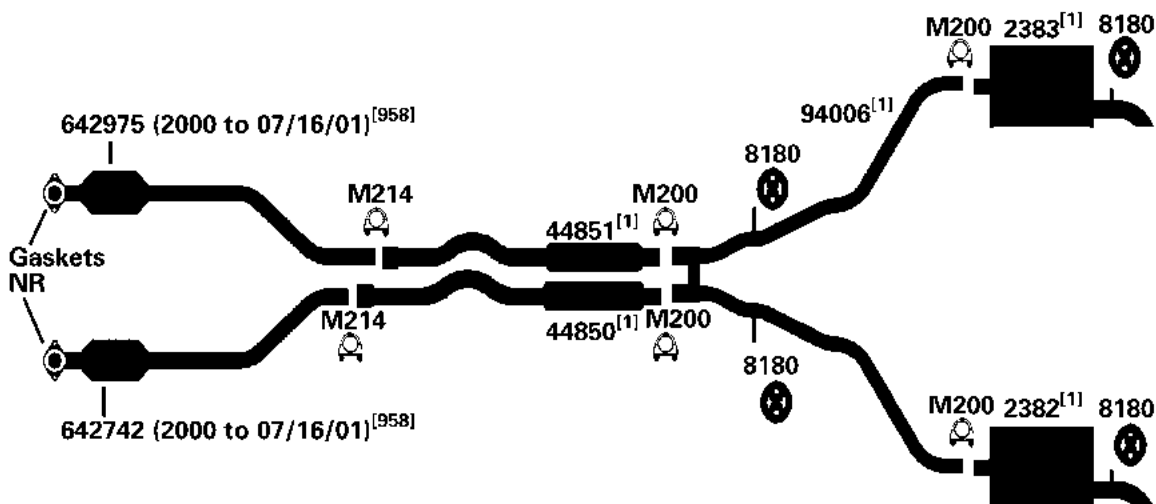 M200 2383[1] 8180
94006[1]
642975 (2000 to 07/16/01)[958]
8180
M214
M200
44851[1]
Gaskets
NR
M214
44850[1] M200
8180
M200 2382[1] 8180
642742 (2000 to 07/16/01)[958]